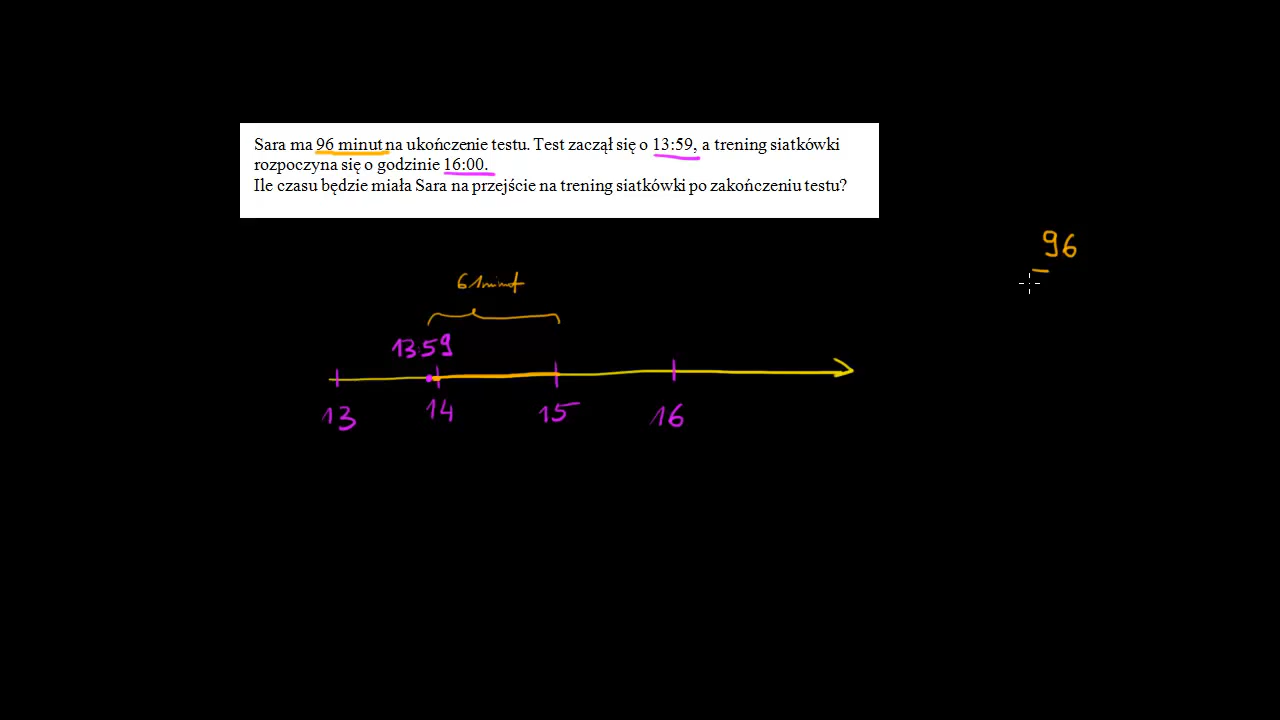 Sara ma 96 minut na ukończenie testu. Test zaczął się o 13:59, a trening siatkówki
rozpoczyna się o godzinie 16:00.
Ile czasu będzie miała Sara na przejście na trening siatkówki po zakończeniu testu?
96
-
61 minut
13:59
13 14 15 16